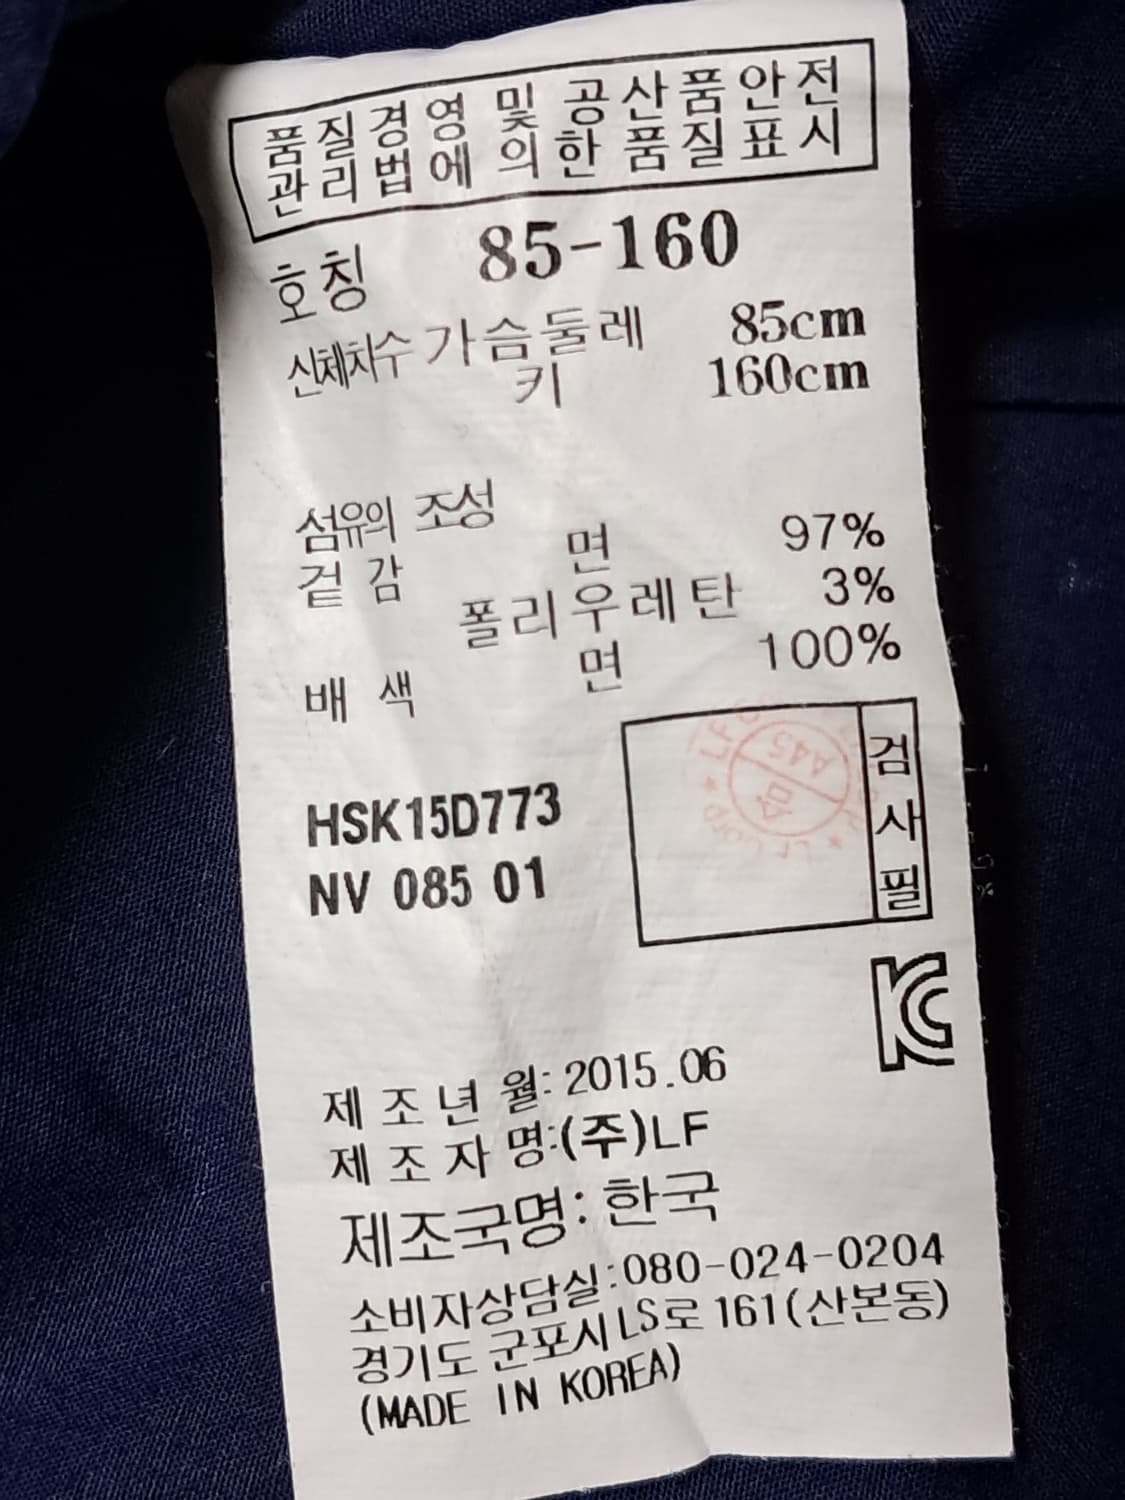 품질경영 및 공산품안전
관리법에 의한 품질표시
호칭 85-160
신체치수 가슴둘레 85cm
키 160cm
섬유의 조성
겉감 면 97%
폴리우레탄 3%
배색 면 100%
HSK15D773
NV 085 01
검사필
A45
KC
제조년월: 2015.06
제조자명:(주)LF
제조국명: 한국
소비자상담실:080-024-0204
경기도 군포시 LS로 161(산본동)
(MADE IN KOREA)